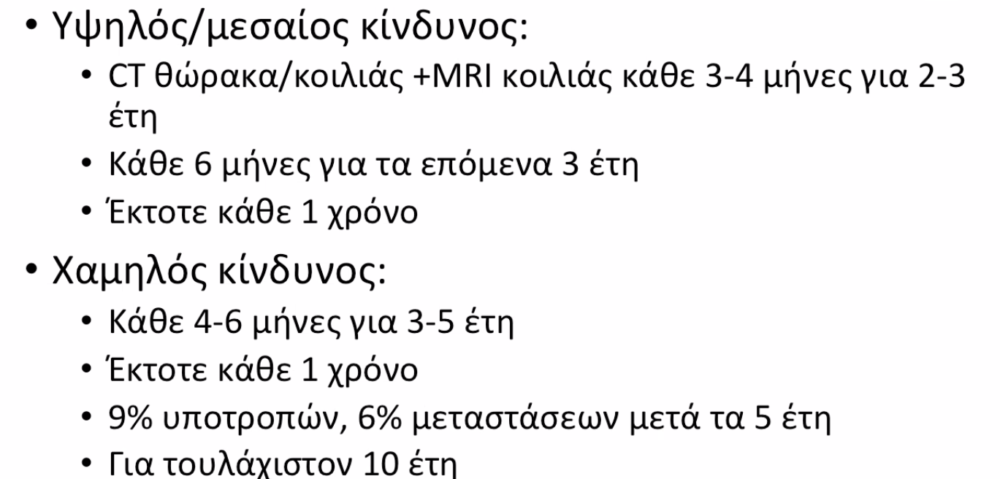 • Υψηλός/μεσαίος κίνδυνος:
• CT θώρακα/κοιλιάς +MRI κοιλιάς κάθε 3-4 μήνες για 2-3
έτη
• Κάθε 6 μήνες για τα επόμενα 3 έτη
• Έκτοτε κάθε 1 χρόνο
• Χαμηλός κίνδυνος:
• Κάθε 4-6 μήνες για 3-5 έτη
• Έκτοτε κάθε 1 χρόνο
• 9% υποτροπών, 6% μεταστάσεων μετά τα 5 έτη
• Για τουλάχιστον 10 έτη